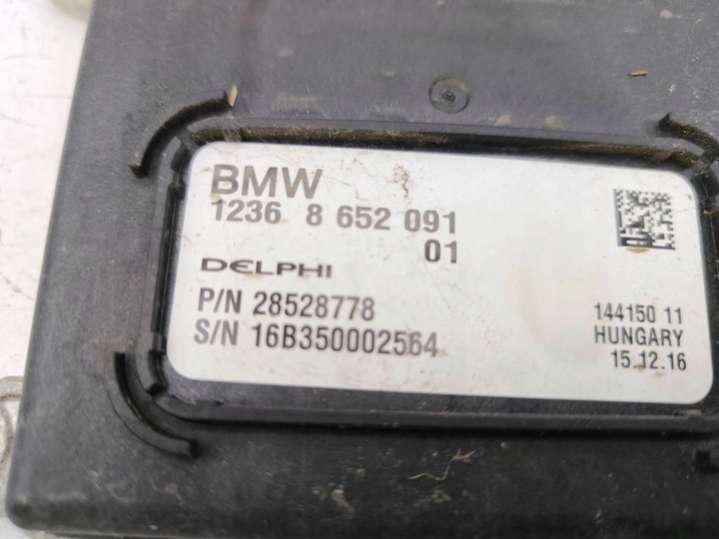 BMW
1236 8 652 091
01
DELPHI
P/N 28528778
S/N 16B350002564
144150 11
HUNGARY
15.12.16